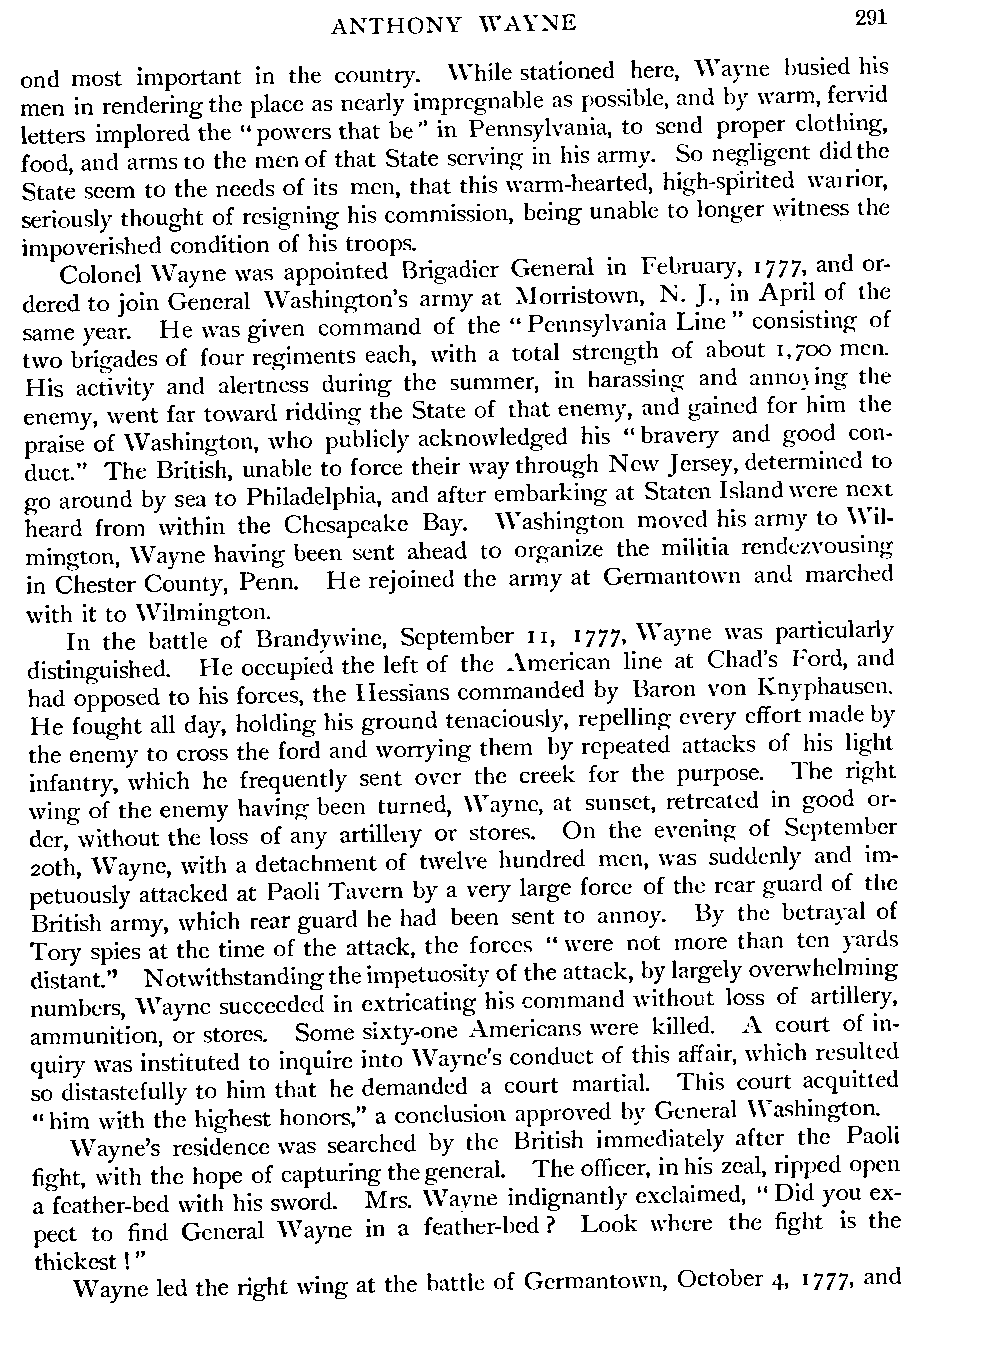 ANTHONY WAYNE 291
ond most important in the country. While stationed here, Wayne busied his
men in rendering the place as nearly impregnable as possible, and by warm, fervid
letters implored the “powers that be” in Pennsylvania, to send proper clothing,
food, and arms to the men of that State serving in his army. So negligent did the
State seem to the needs of its men, that this warm-hearted, high-spirited warrior,
seriously thought of resigning his commission, being unable to longer witness the
impoverished condition of his troops.
Colonel Wayne was appointed Brigadier General in February, 1777, and or-
dered to join General Washington's army at Morristown, N. J., in April of the
same year. He was given command of the “Pennsylvania Line” consisting of
two brigades of four regiments each, with a total strength of about 1,700 men.
His activity and alertness during the summer, in harassing and annoying the
enemy, went far toward ridding the State of that enemy, and gained for him the
praise of Washington, who publicly acknowledged his “bravery and good con-
duct.” The British, unable to force their way through New Jersey, determined to
go around by sea to Philadelphia, and after embarking at Staten Island were next
heard from within the Chesapeake Bay. Washington moved his army to Wil-
mington, Wayne having been sent ahead to organize the militia rendezvousing
in Chester County, Penn. He rejoined the army at Germantown and marched
with it to Wilmington.
In the battle of Brandywine, September 11, 1777, Wayne was particularly
distinguished. He occupied the left of the American line at Chad's Ford, and
had opposed to his forces, the Hessians commanded by Baron von Knyphausen.
He fought all day, holding his ground tenaciously, repelling every effort made by
the enemy to cross the ford and worrying them by repeated attacks of his light
infantry, which he frequently sent over the creek for the purpose. The right
wing of the enemy having been turned, Wayne, at sunset, retreated in good or-
der, without the loss of any artillery or stores. On the evening of September
20th, Wayne, with a detachment of twelve hundred men, was suddenly and im-
petuously attacked at Paoli Tavern by a very large force of the rear guard of the
British army, which rear guard he had been sent to annoy. By the betrayal of
Tory spies at the time of the attack, the forces “were not more than ten yards
distant.” Notwithstanding the impetuosity of the attack, by largely overwhelming
numbers, Wayne succeeded in extricating his command without loss of artillery,
ammunition, or stores. Some sixty-one Americans were killed. A court of in-
quiry was instituted to inquire into Wayne's conduct of this affair, which resulted
so distastefully to him that he demanded a court martial. This court acquitted
“him with the highest honors,” a conclusion approved by General Washington.
Wayne's residence was searched by the British immediately after the Paoli
fight, with the hope of capturing the general. The officer, in his zeal, ripped open
a feather-bed with his sword. Mrs. Wayne indignantly exclaimed, “Did you ex-
pect to find General Wayne in a feather-bed? Look where the fight is the
thickest!”
Wayne led the right wing at the battle of Germantown, October 4, 1777, and